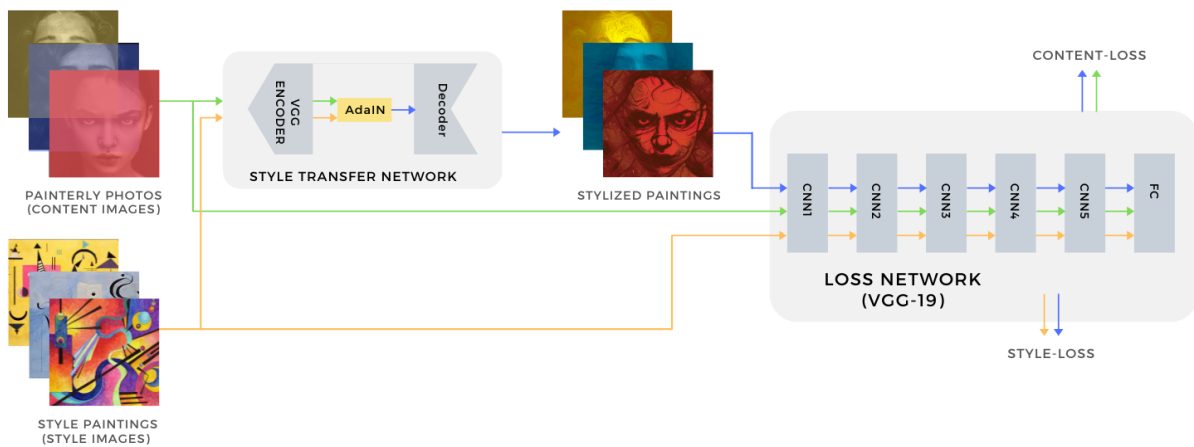 PAINTERLY PHOTOS
(CONTENT IMAGES)
STYLE PAINTINGS
(STYLE IMAGES)
VGG
ENCODER
AdaIN
Decoder
STYLE TRANSFER NETWORK
STYLIZED PAINTINGS
CONTENT-LOSS
CNN1
CNN2
CNN3
CNN4
CNN5
FC
LOSS NETWORK
(VGG-19)
STYLE-LOSS